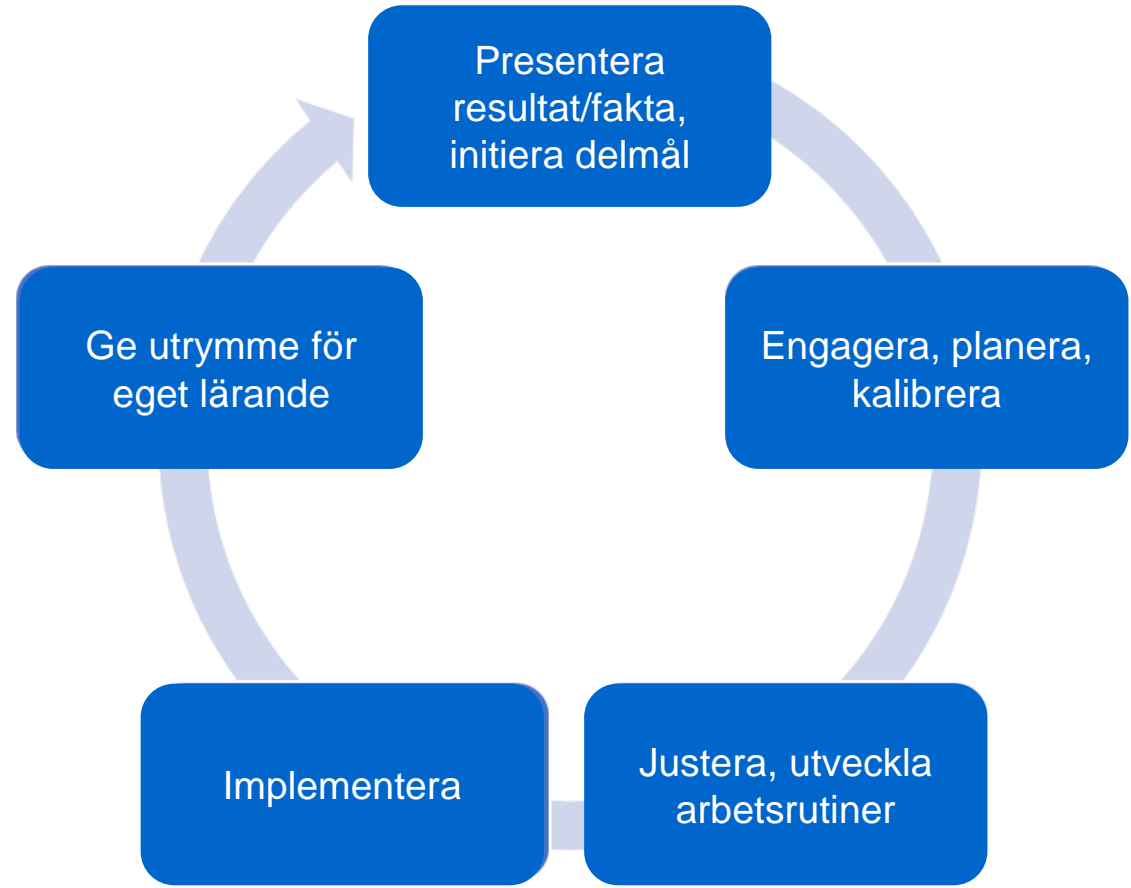 Presentera
resultat/fakta,
initiera delmål
Engagera, planera,
kalibrera
Justera, utveckla
arbetsrutiner
Implementera
Ge utrymme för
eget lärande